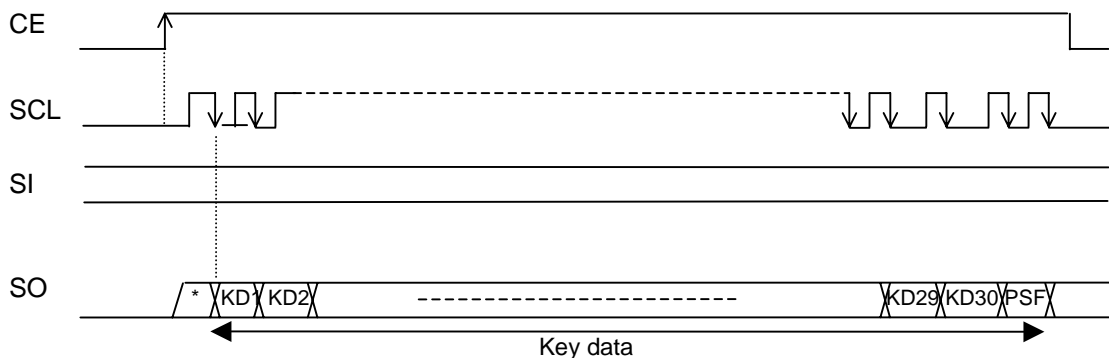 CE
SCL
SI
SO
* KD1 KD2 KD29 KD30 PSF
Key data